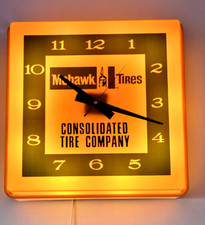 12
11 1
10 2
Mohawk Tires
9 3
CONSOLIDATED
TIRE COMPANY
8 4
7 6 5